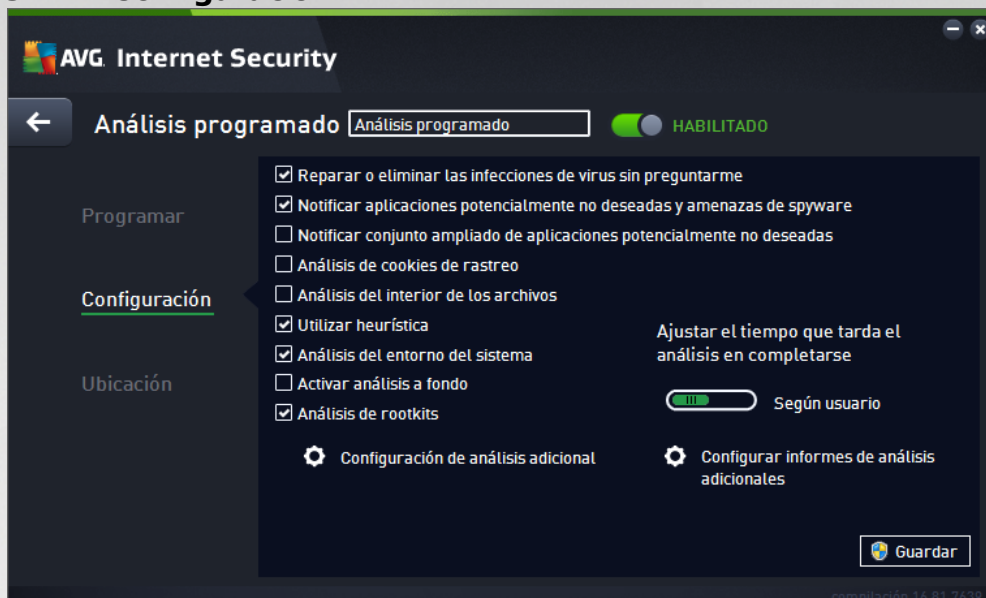 AVG. Internet Security
Análisis programado
Análisis programado
HABILITADO
Programar
Configuración
Ubicación
Reparar o eliminar las infecciones de virus sin preguntarme
Notificar aplicaciones potencialmente no deseadas y amenazas de spyware
Notificar conjunto ampliado de aplicaciones potencialmente no deseadas
Análisis de cookies de rastreo
Análisis del interior de los archivos
Utilizar heurística
Análisis del entorno del sistema
Activar análisis a fondo
Análisis de rootkits
Ajustar el tiempo que tarda el
análisis en completarse
Según usuario
Configuración de análisis adicional
Configurar informes de análisis
adicionales
Guardar